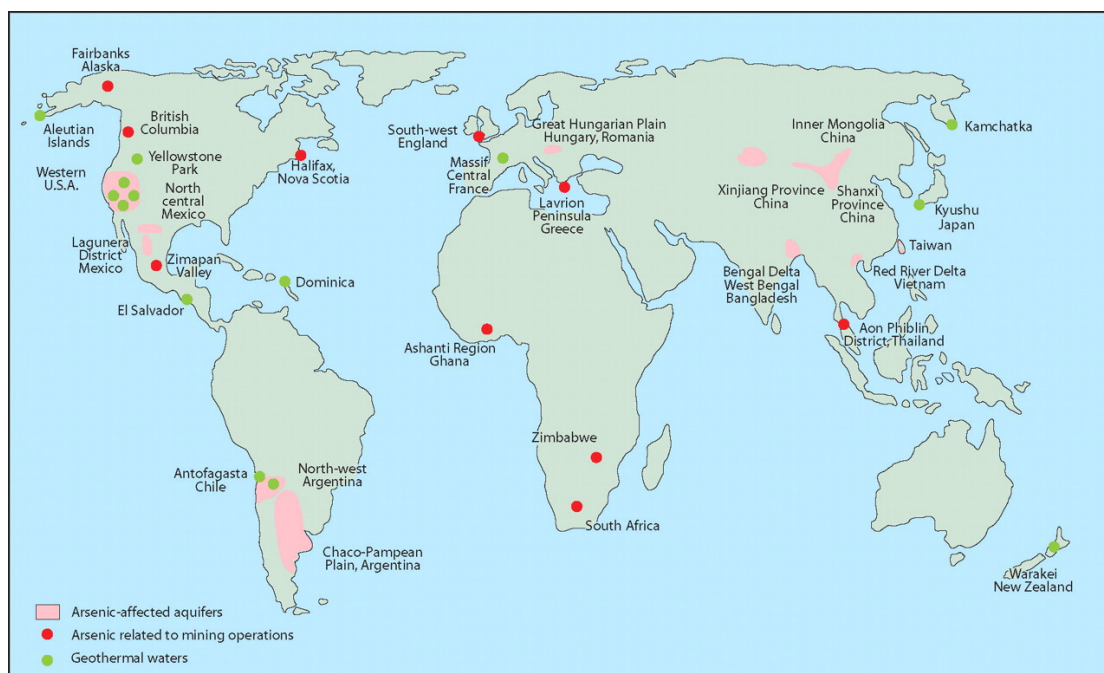 Fairbanks
Alaska
Aleutian
Islands
British
Columbia
Yellowstone
Park
Western
U.S.A.
North
central
Mexico
Halifax,
Nova Scotia
Lagunera
District
Mexico
Zimapan
Valley
El Salvador
Dominica
Antofagasta
Chile
North-west
Argentina
Chaco-Pampean
Plain, Argentina
South-west
England
Great Hungarian Plain
Hungary, Romania
Massif
Central
France
Lavrion
Peninsula
Greece
Ashanti Region
Ghana
Zimbabwe
South Africa
Inner Mongolia
China
Kamchatka
Xinjiang Province
China
Shanxi
Province
China
Kyushu
Japan
Taiwan
Bengal Delta
West Bengal
Bangladesh
Red River Delta
Vietnam
Aon Phiblin
District, Thailand
Warakei
New Zealand
Arsenic-affected aquifers
Arsenic related to mining operations
Geothermal waters